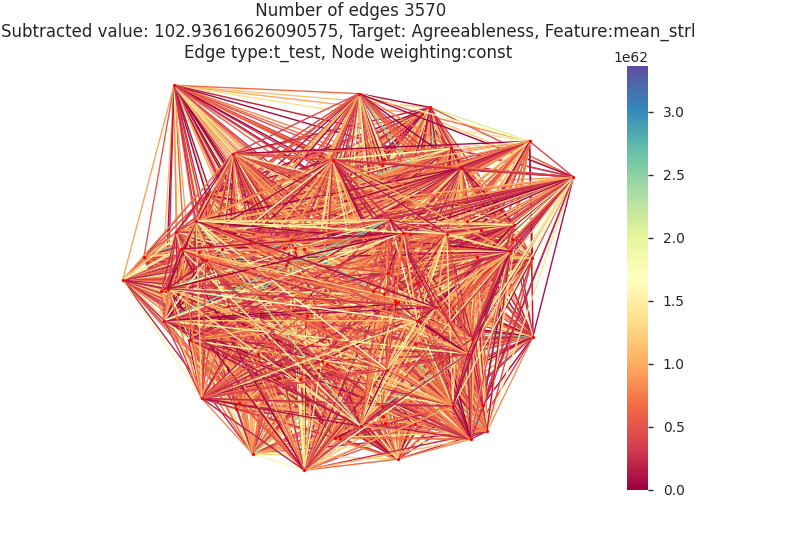 Number of edges 3570
Subtracted value: 102.93616626090575, Target: Agreeableness, Feature:mean_strl
Edge type:t_test, Node weighting:const
1e62
3.0
2.5
2.0
1.5
1.0
0.5
0.0